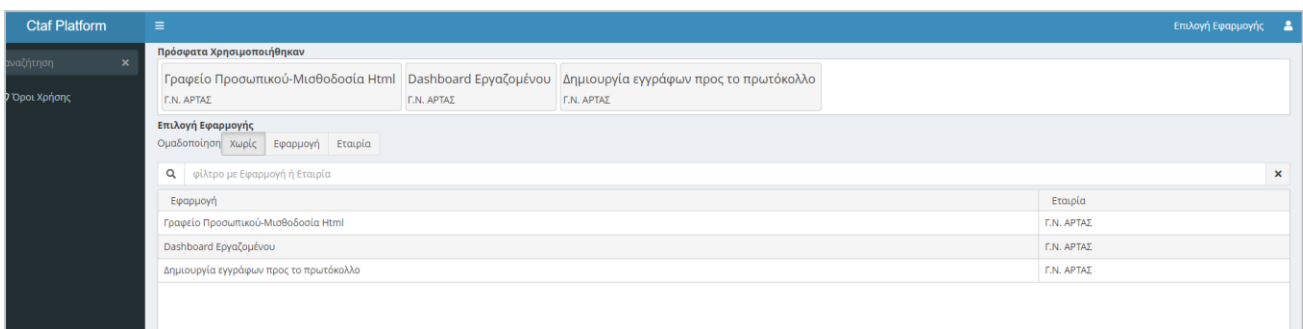 Ctaf Platform
Επιλογή Εφαρμογής
αναζήτηση
Όροι Χρήσης
Πρόσφατα Χρησιμοποιήθηκαν
Γραφείο Προσωπικού-Μισθοδοσία Html
Γ.Ν. ΑΡΤΑΣ
Dashboard Εργαζομένου
Γ.Ν. ΑΡΤΑΣ
Δημιουργία εγγράφων προς το πρωτόκολλο
Γ.Ν. ΑΡΤΑΣ
Επιλογή Εφαρμογής
Ομαδοποίηση Χωρίς Εφαρμογή Εταιρία
φίλτρο με Εφαρμογή ή Εταιρία
Εφαρμογή Εταιρία
Γραφείο Προσωπικού-Μισθοδοσία Html Γ.Ν. ΑΡΤΑΣ
Dashboard Εργαζομένου Γ.Ν. ΑΡΤΑΣ
Δημιουργία εγγράφων προς το πρωτόκολλο Γ.Ν. ΑΡΤΑΣ